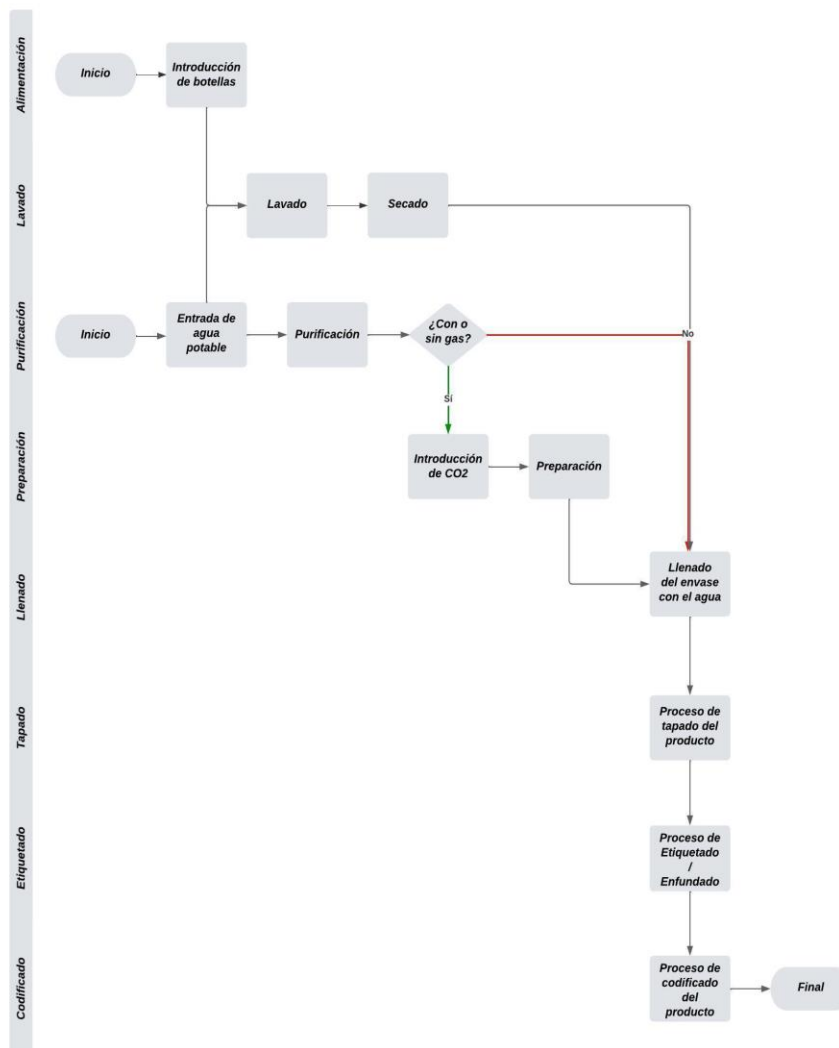 Alimentación
Inicio
Introducción
de botellas
Lavado
Lavado
Secado
Purificación
Inicio
Entrada de
agua
potable
Purificación
¿Con o
sin gas?
No
Sí
Preparación
Introducción
de CO2
Preparación
Llenado
Llenado
del envase
con el agua
Tapado
Proceso de
tapado del
producto
Etiquetado
Proceso de
Etiquetado
/
Enfundado
Codificado
Proceso de
codificado
del
producto
Final